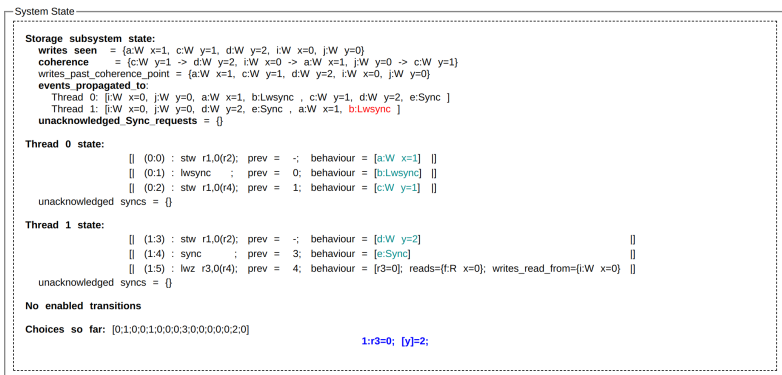 System State
Storage subsystem state:
writes seen = {a:W x=1, c:W y=1, d:W y=2, i:W x=0, j:W y=0}
coherence = {c:W y=1 -> d:W y=2, i:W x=0 -> a:W x=1, j:W y=0 -> c:W y=1}
writes_past_coherence_point = {a:W x=1, c:W y=1, d:W y=2, i:W x=0, j:W y=0}
events_propagated_to:
Thread 0: [i:W x=0, j:W y=0, a:W x=1, b:Lwsync , c:W y=1, d:W y=2, e:Sync ]
Thread 1: [i:W x=0, j:W y=0, d:W y=2, e:Sync , a:W x=1, b:Lwsync ]
unacknowledged_Sync_requests = {}
Thread 0 state:
[| (0:0) : stw r1,0(r2); prev = -; behaviour = [a:W x=1] |]
[| (0:1) : lwsync ; prev = 0; behaviour = [b:Lwsync] |]
[| (0:2) : stw r1,0(r4); prev = 1; behaviour = [c:W y=1] |]
unacknowledged syncs = {}
Thread 1 state:
[| (1:3) : stw r1,0(r2); prev = -; behaviour = [d:W y=2] |]
[| (1:4) : sync ; prev = 3; behaviour = [e:Sync] |]
[| (1:5) : lwz r3,0(r4); prev = 4; behaviour = [r3=0]; reads={f:R x=0}; writes_read_from={i:W x=0} |]
unacknowledged syncs = {}
No enabled transitions
Choices so far: [0;1;0;0;1;0;0;0;3;0;0;0;0;0;2;0]
1:r3=0; [y]=2;